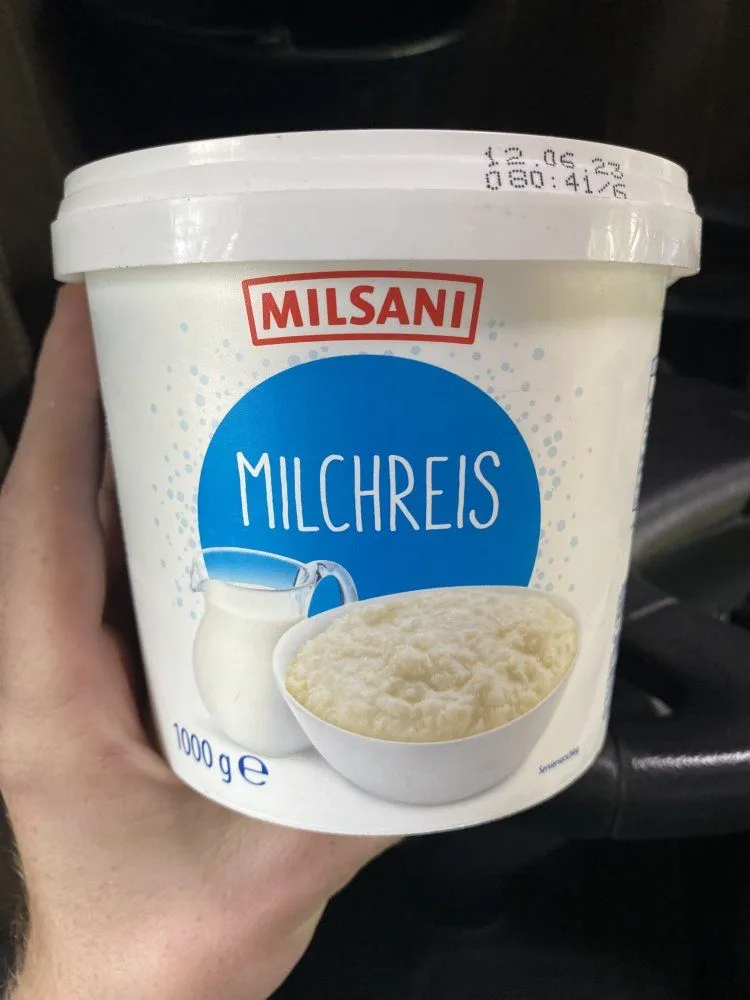 12.06.23
080:41/6
MILSANI
MILCHREIS
1000 g e
Serviervorschlag